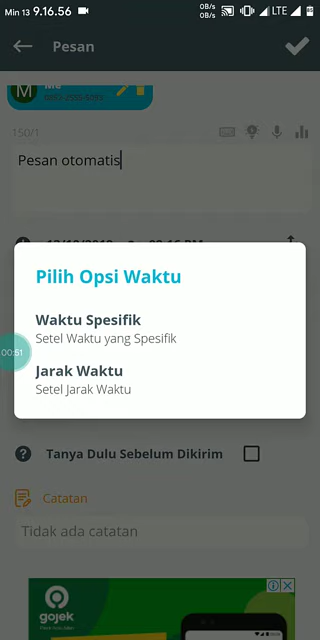 Min 13 9.16.56
0B/s
0B/s
LTE
Pesan
M
150/1
Pesan otomatis
Pilih Opsi Waktu
Waktu Spesifik
Setel Waktu yang Spesifik
00:51
Jarak Waktu
Setel Jarak Waktu
? Tanya Dulu Sebelum Dikirim
Catatan
Tidak ada catatan
gojek